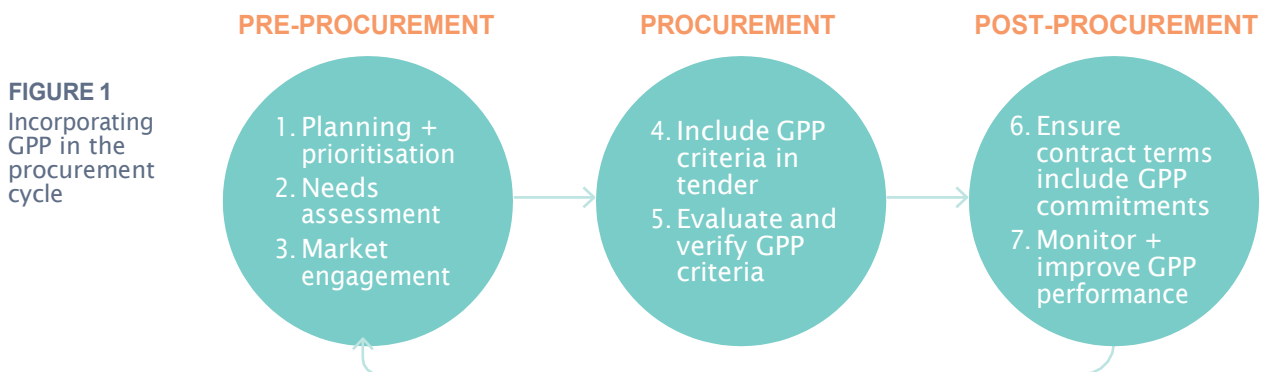 PRE-PROCUREMENT
PROCUREMENT
POST-PROCUREMENT
FIGURE 1
Incorporating
GPP in the
procurement
cycle
1. Planning +
prioritisation
2. Needs
assessment
3. Market
engagement
4. Include GPP
criteria in
tender
5. Evaluate and
verify GPP
criteria
6. Ensure
contract terms
include GPP
commitments
7. Monitor +
improve GPP
performance